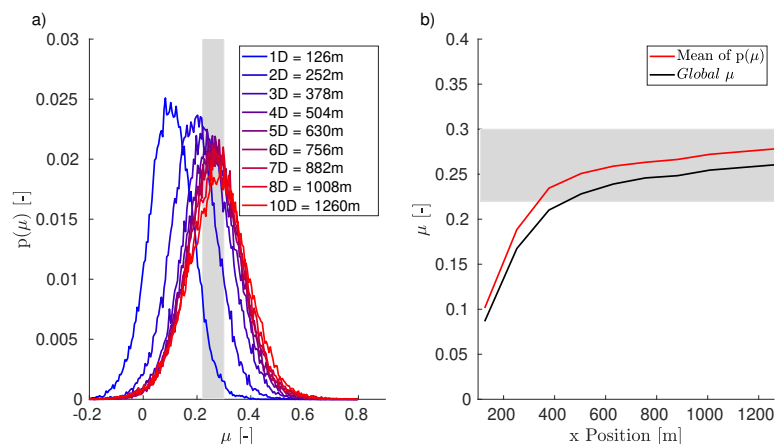 a)
0.03
0.025
0.02
0.015
0.01
0.005
0
-0.2
0
0.2
0.4
0.6
0.8
p(μ) [-]
μ [-]
1D = 126m
2D = 252m
3D = 378m
4D = 504m
5D = 630m
6D = 756m
7D = 882m
8D = 1008m
10D = 1260m
b)
0.4
0.35
0.3
0.25
0.2
0.15
0.1
0.05
0
200
400
600
800
1000
1200
μ [-]
x Position [m]
Mean of p(μ)
Global μ